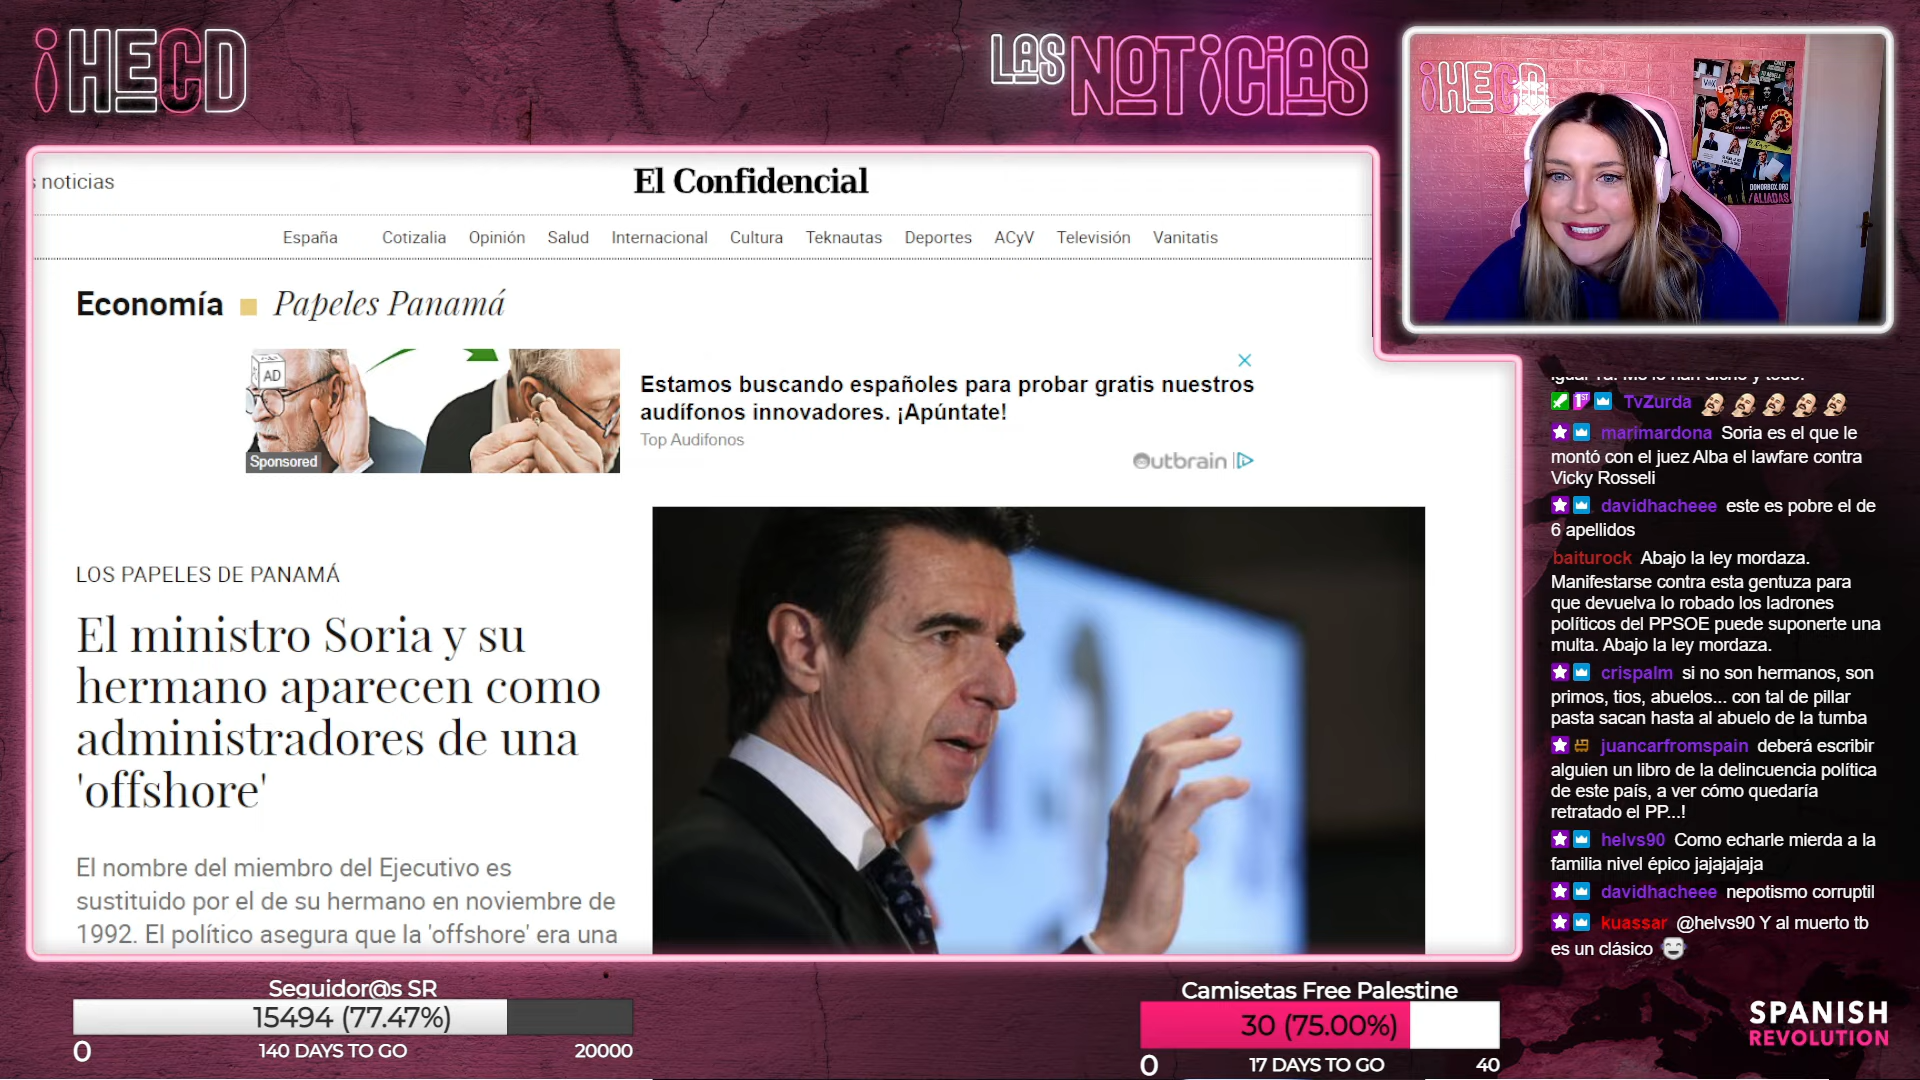 ¡HECD
LAS NOTICIAS
¡HECD
VOX
DONORBOX.ORG
/ALIADAS
s noticias
El Confidencial
España Cotizalia Opinión Salud Internacional Cultura Teknautas Deportes ACyV Televisión Vanitatis
Economía Papeles Panamá
AD
Sponsored
Estamos buscando españoles para probar gratis nuestros
audífonos innovadores. ¡Apúntate!
Top Audifonos
Outbrain
LOS PAPELES DE PANAMÁ
El ministro Soria y su
hermano aparecen como
administradores de una
'offshore'
El nombre del miembro del Ejecutivo es
sustituido por el de su hermano en noviembre de
1992. El político asegura que la 'offshore' era una
1ST TvZurda
marimardona Soria es el que le
montó con el juez Alba el lawfare contra
Vicky Rosseli
davidhacheee este es pobre el de
6 apellidos
baiturock Abajo la ley mordaza.
Manifestarse contra esta gentuza para
que devuelva lo robado los ladrones
políticos del PPSOE puede suponerte una
multa. Abajo la ley mordaza.
crispalm si no son hermanos, son
primos, tios, abuelos... con tal de pillar
pasta sacan hasta al abuelo de la tumba
juancarfromspain deberá escribir
alguien un libro de la delincuencia política
de este país, a ver cómo quedaría
retratado el PP...!
helvs90 Como echarle mierda a la
familia nivel épico jajajajaja
davidhacheee nepotismo corruptil
kuassar @helvs90 Y al muerto tb
es un clásico
Seguidor@s SR
15494 (77.47%)
0 140 DAYS TO GO 20000
Camisetas Free Palestine
30 (75.00%)
0 17 DAYS TO GO 40
SPANISH
REVOLUTION